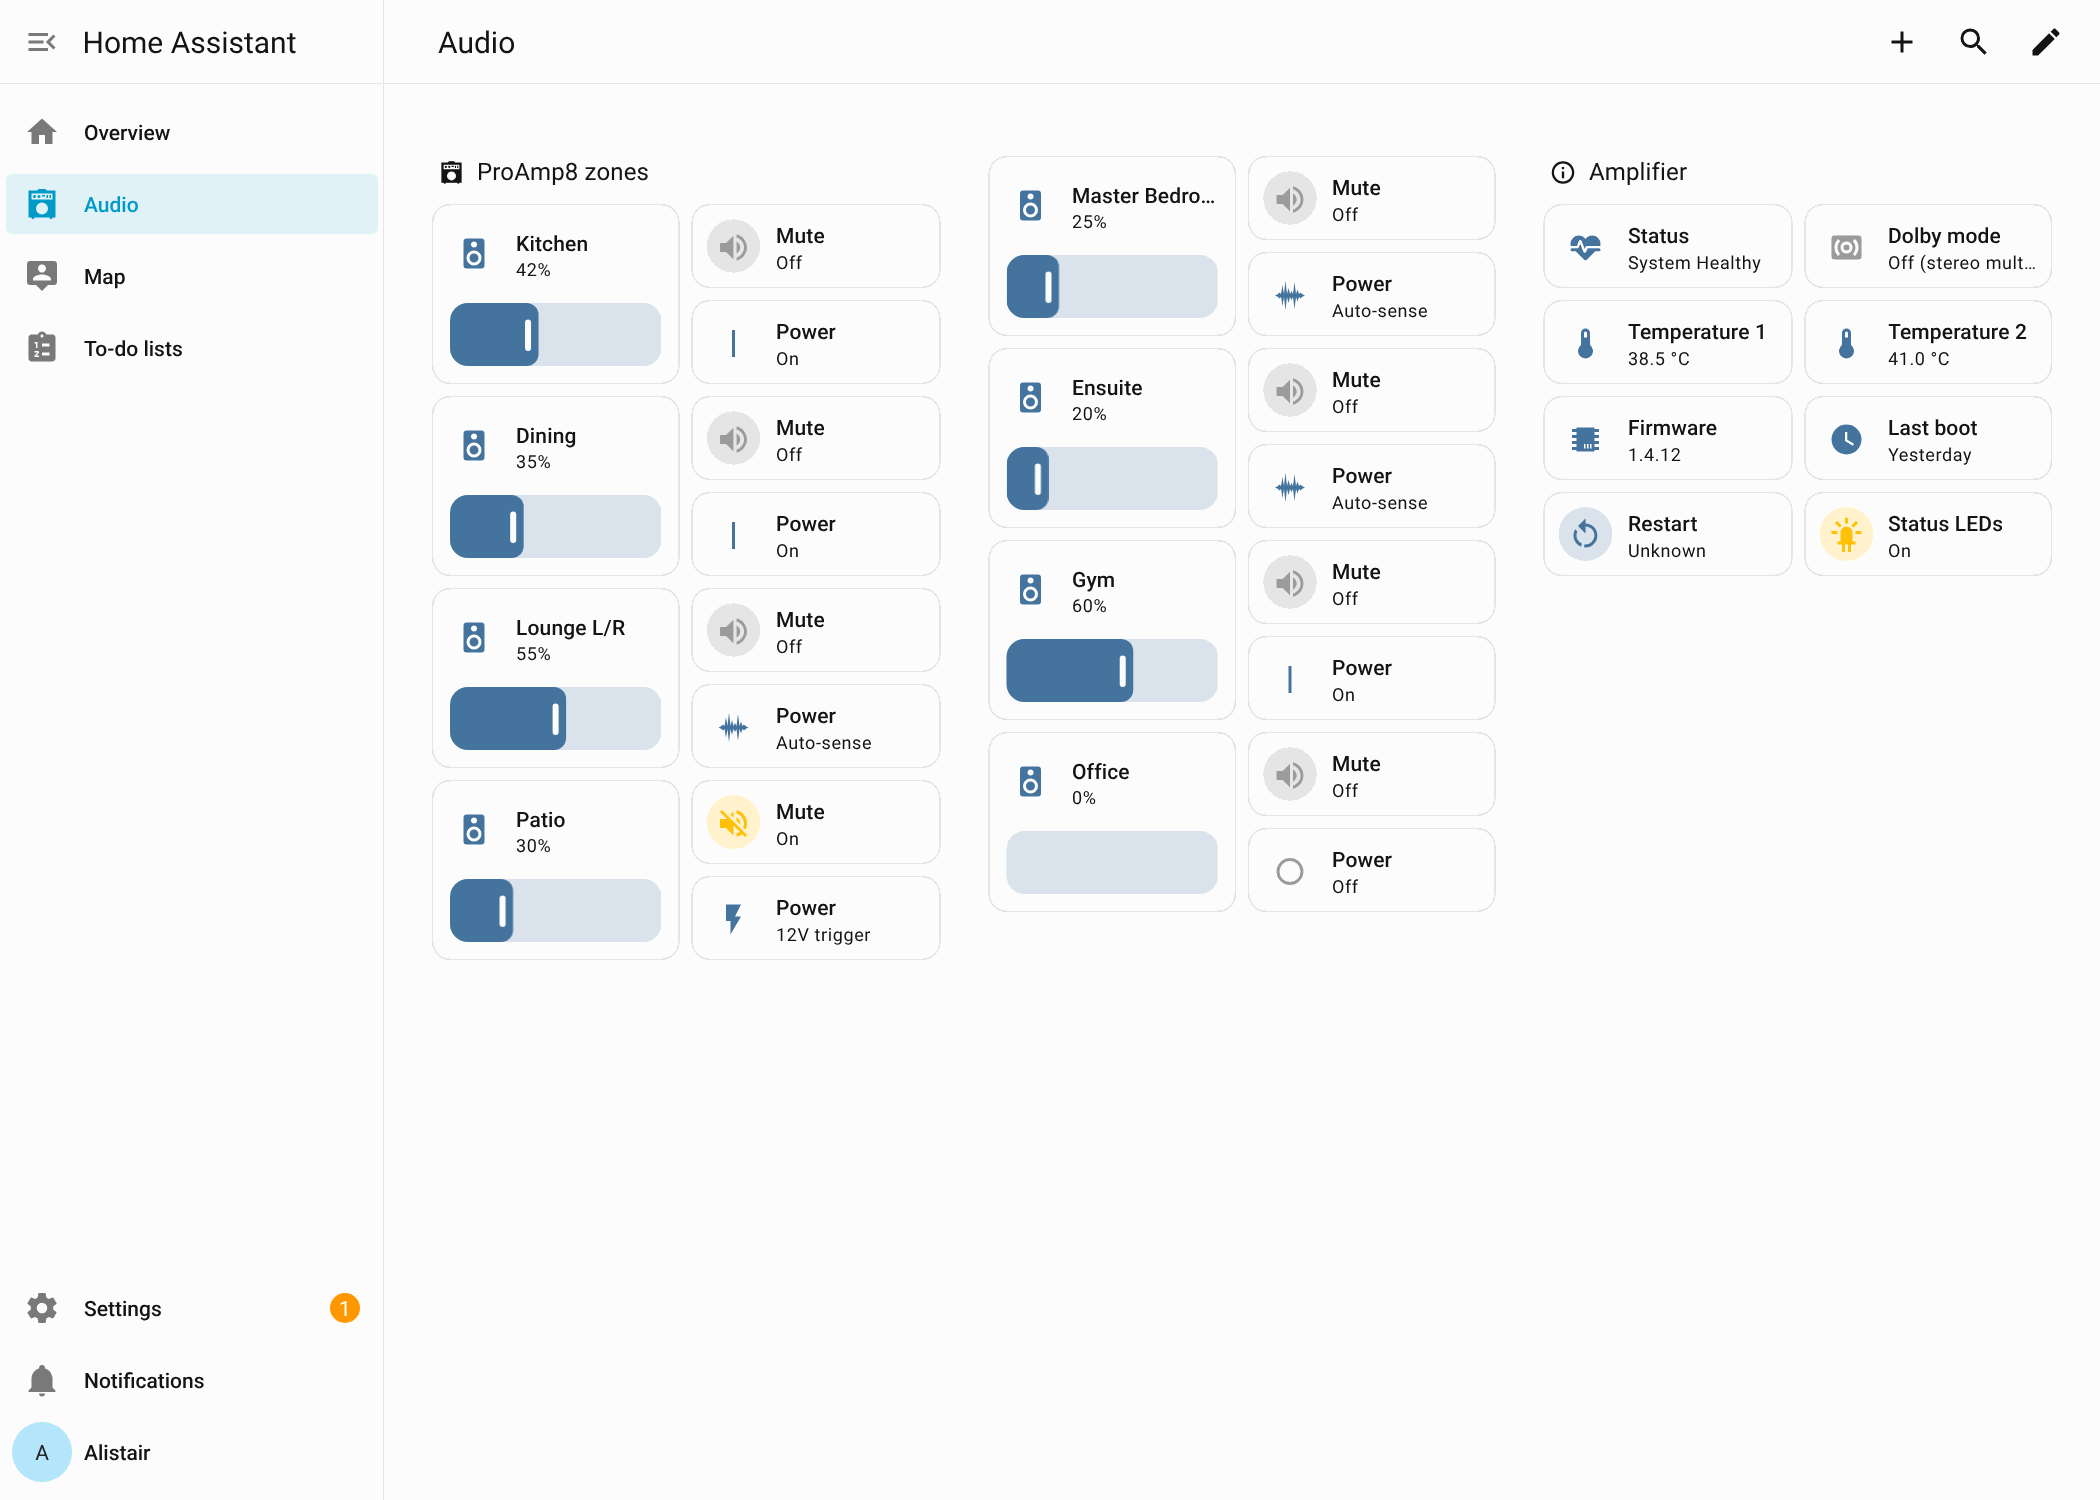 Home Assistant
Audio
Overview
Audio
Map
To-do lists
Settings
1
Notifications
A
Alistair
ProAmp8 zones
Kitchen
42%
Mute
Off
Power
On
Dining
35%
Mute
Off
Power
On
Lounge L/R
55%
Mute
Off
Power
Auto-sense
Patio
30%
Mute
On
Power
12V trigger
Master Bedro...
25%
Mute
Off
Power
Auto-sense
Ensuite
20%
Mute
Off
Power
Auto-sense
Gym
60%
Mute
Off
Power
On
Office
0%
Mute
Off
Power
Off
Amplifier
Status
System Healthy
Dolby mode
Off (stereo mult...
Temperature 1
38.5 °C
Temperature 2
41.0 °C
Firmware
1.4.12
Last boot
Yesterday
Restart
Unknown
Status LEDs
On